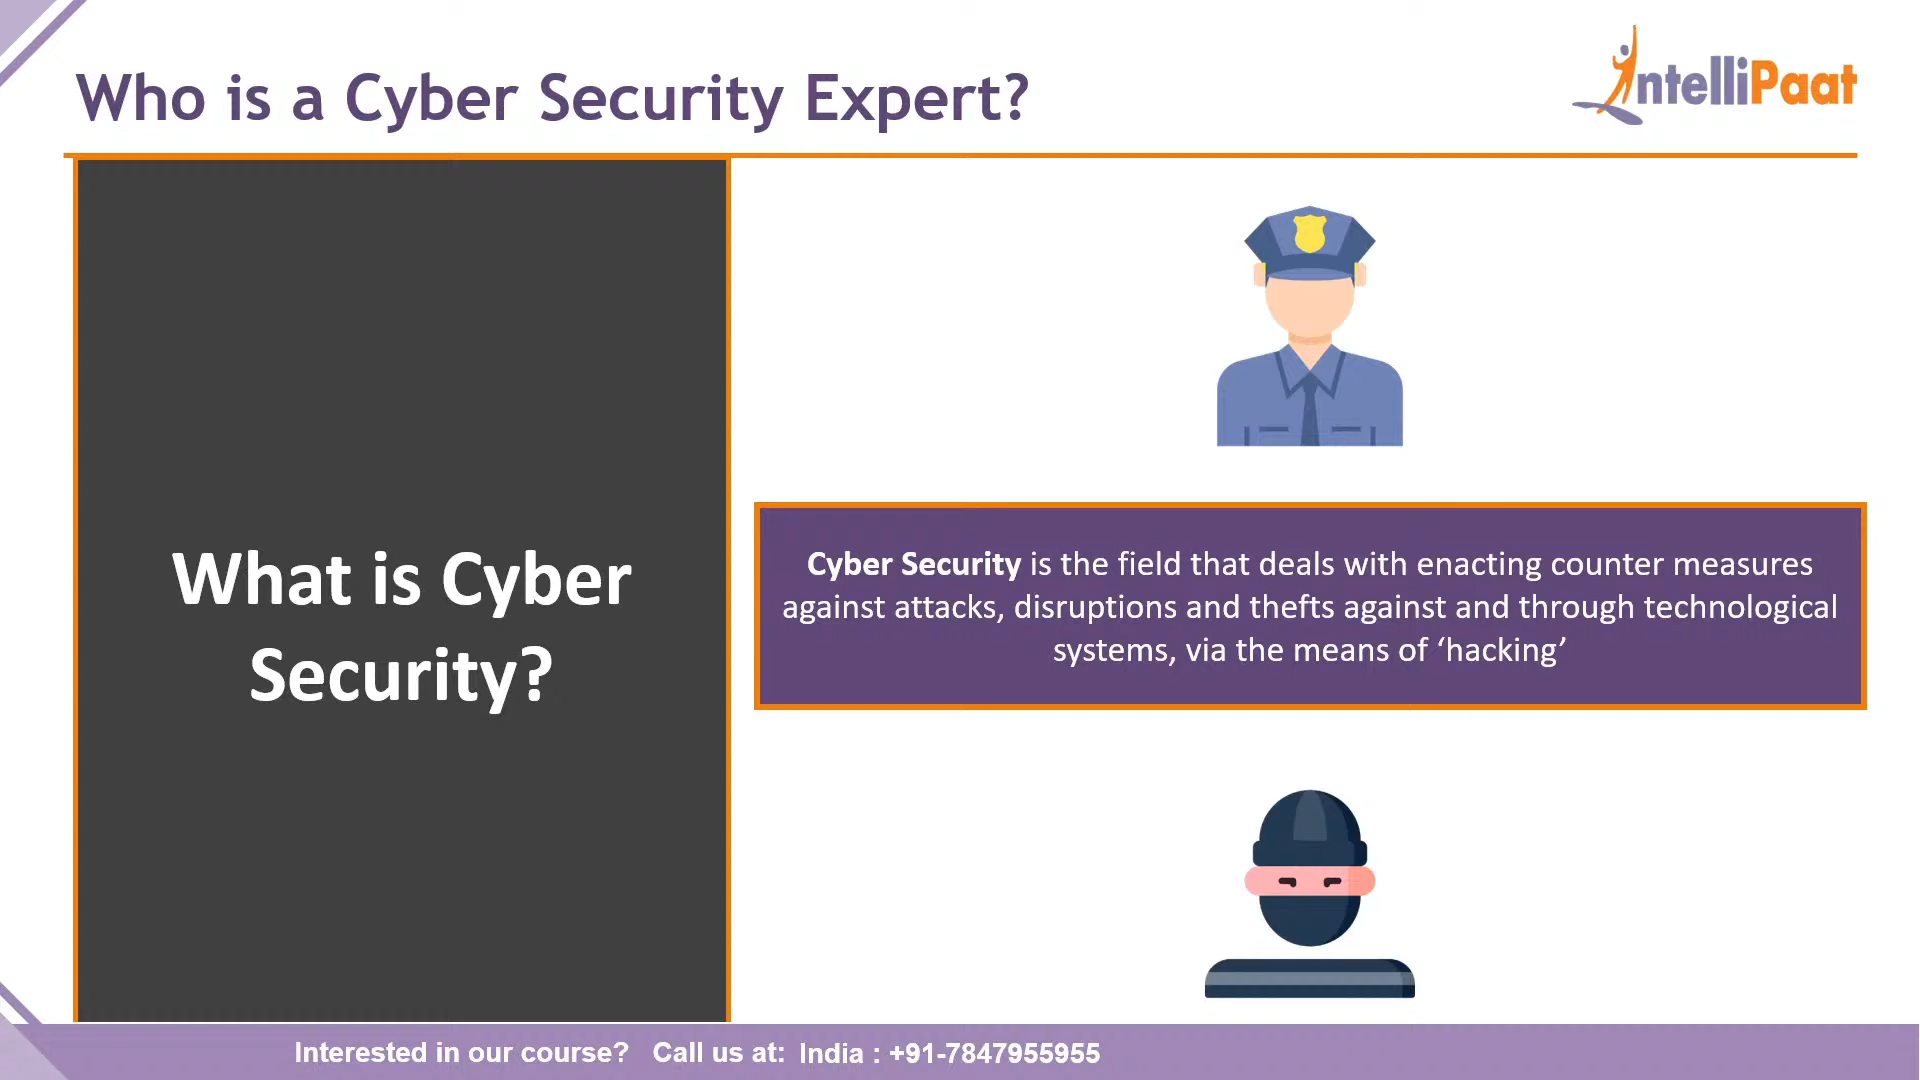 Who is a Cyber Security Expert?
IntelliPaat
What is Cyber
Security?
Cyber Security is the field that deals with enacting counter measures
against attacks, disruptions and thefts against and through technological
systems, via the means of ‘hacking’
Interested in our course? Call us at: India : +91-7847955955